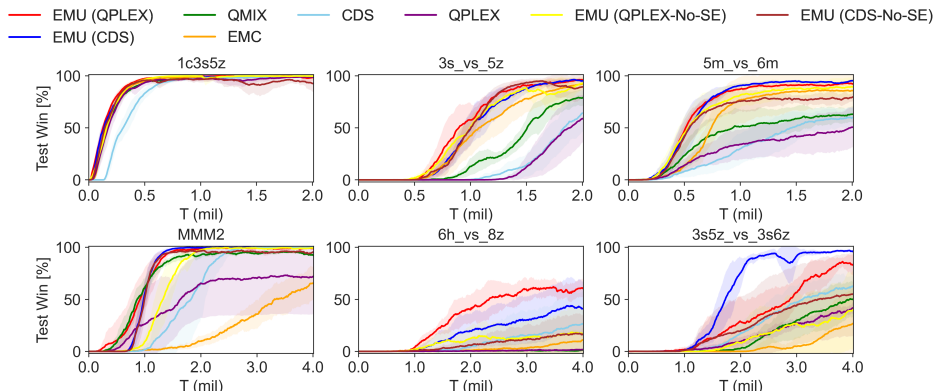 EMU (QPLEX) QMIX CDS QPLEX EMU (QPLEX-No-SE) EMU (CDS-No-SE)
EMU (CDS) EMC
1c3s5z 3s_vs_5z 5m_vs_6m
Test Win [%]
100
50
0
0.0 0.5 1.0 1.5 2.0
T (mil)
100
50
0
0.0 0.5 1.0 1.5 2.0
T (mil)
100
50
0
0.0 0.5 1.0 1.5 2.0
T (mil)
MMM2 6h_vs_8z 3s5z_vs_3s6z
Test Win [%]
100
50
0
0.0 1.0 2.0 3.0 4.0
T (mil)
100
50
0
0.0 1.0 2.0 3.0 4.0
T (mil)
100
50
0
0.0 1.0 2.0 3.0 4.0
T (mil)